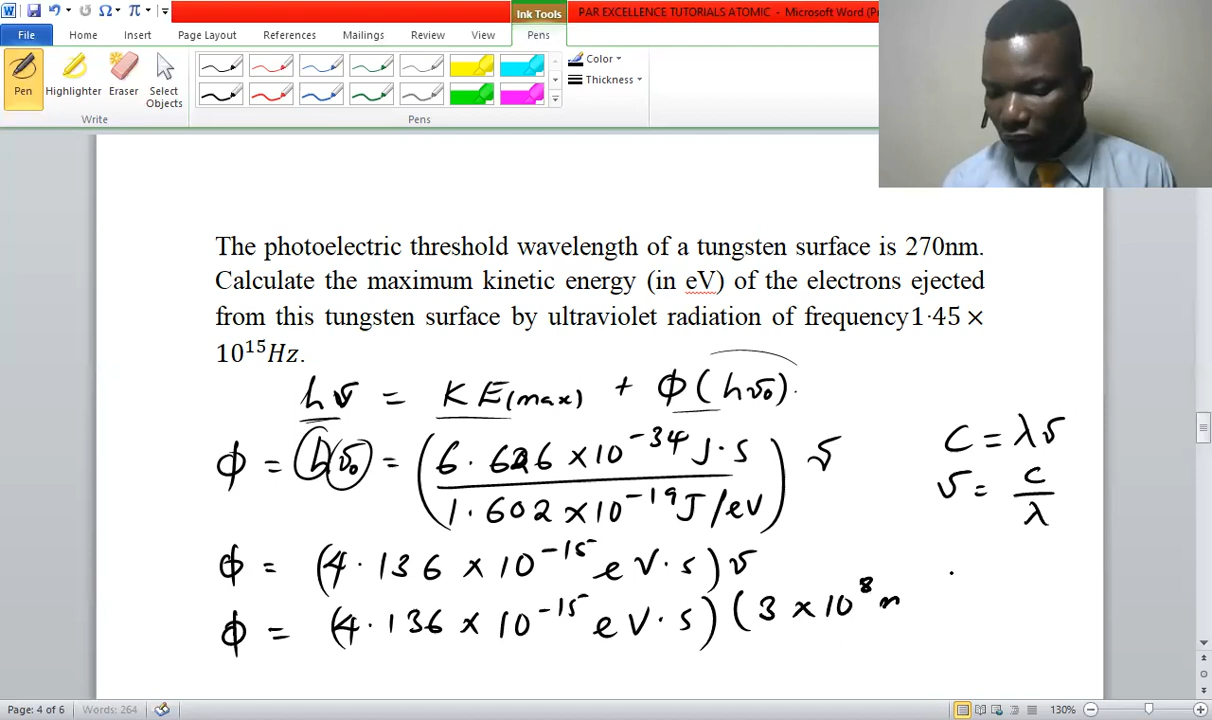 Ink Tools
PAR EXCELLENCE TUTORIALS ATOMIC - Microsoft Word (Pr
File Home Insert Page Layout References Mailings Review View Pens
Pen Highlighter Eraser Select Objects
Color
Thickness
Write Pens
The photoelectric threshold wavelength of a tungsten surface is 270nm.
Calculate the maximum kinetic energy (in eV) of the electrons ejected
from this tungsten surface by ultraviolet radiation of frequency1·45 ×
10¹⁵Hz.
hν = KE(max) + Φ(hν₀).
Φ = h(ν₀) = (6.626 × 10⁻³⁴ J·s / 1.602 × 10⁻¹⁹ J/eV) ν
C = λν
ν = c/λ
Φ = (4.136 × 10⁻¹⁵ eV·s) ν
Φ = (4.136 × 10⁻¹⁵ eV·s) (3 × 10⁸ m
Page: 4 of 6 Words: 264 130%